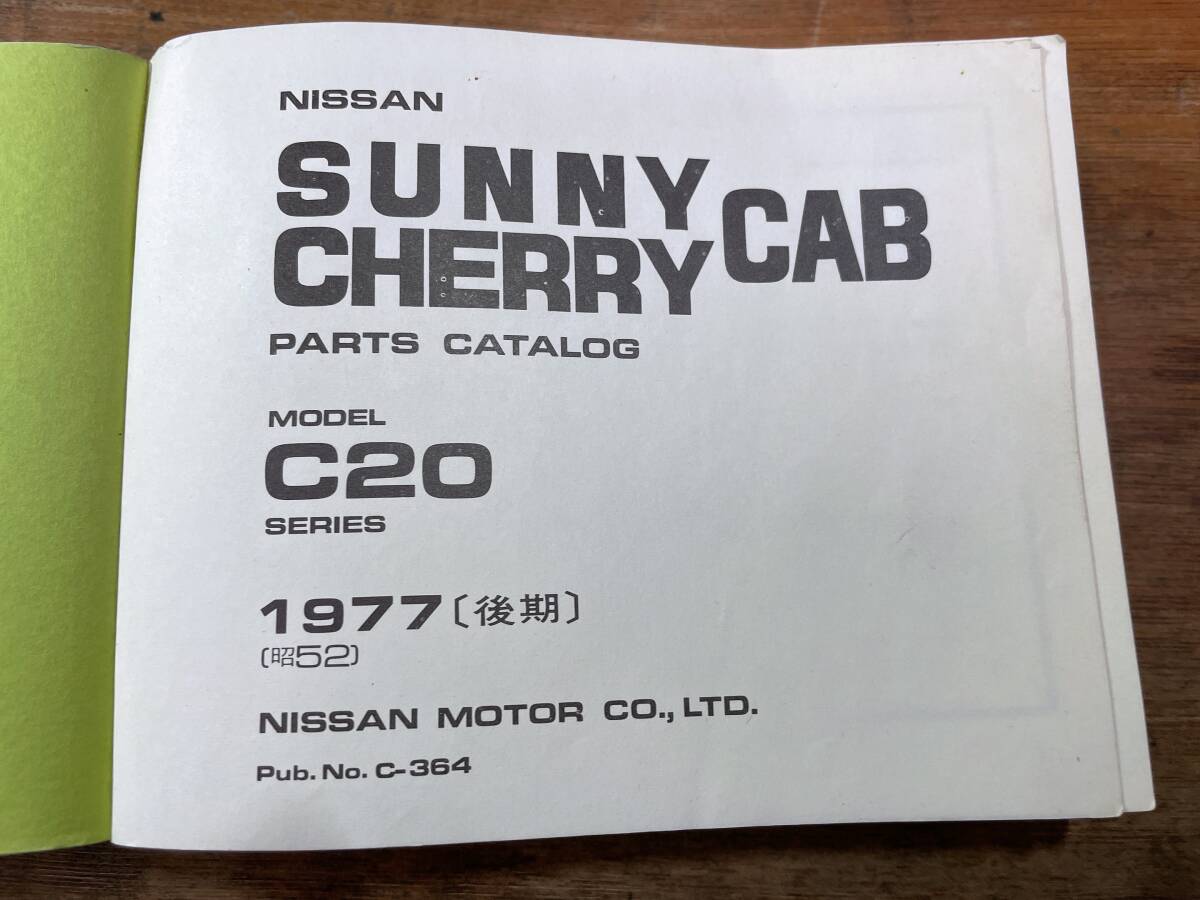 NISSAN
SUNNY
CHERRY CAB
PARTS CATALOG
MODEL
C20
SERIES
1977〔後期〕
〔昭52〕
NISSAN MOTOR CO., LTD.
Pub. No. C-364